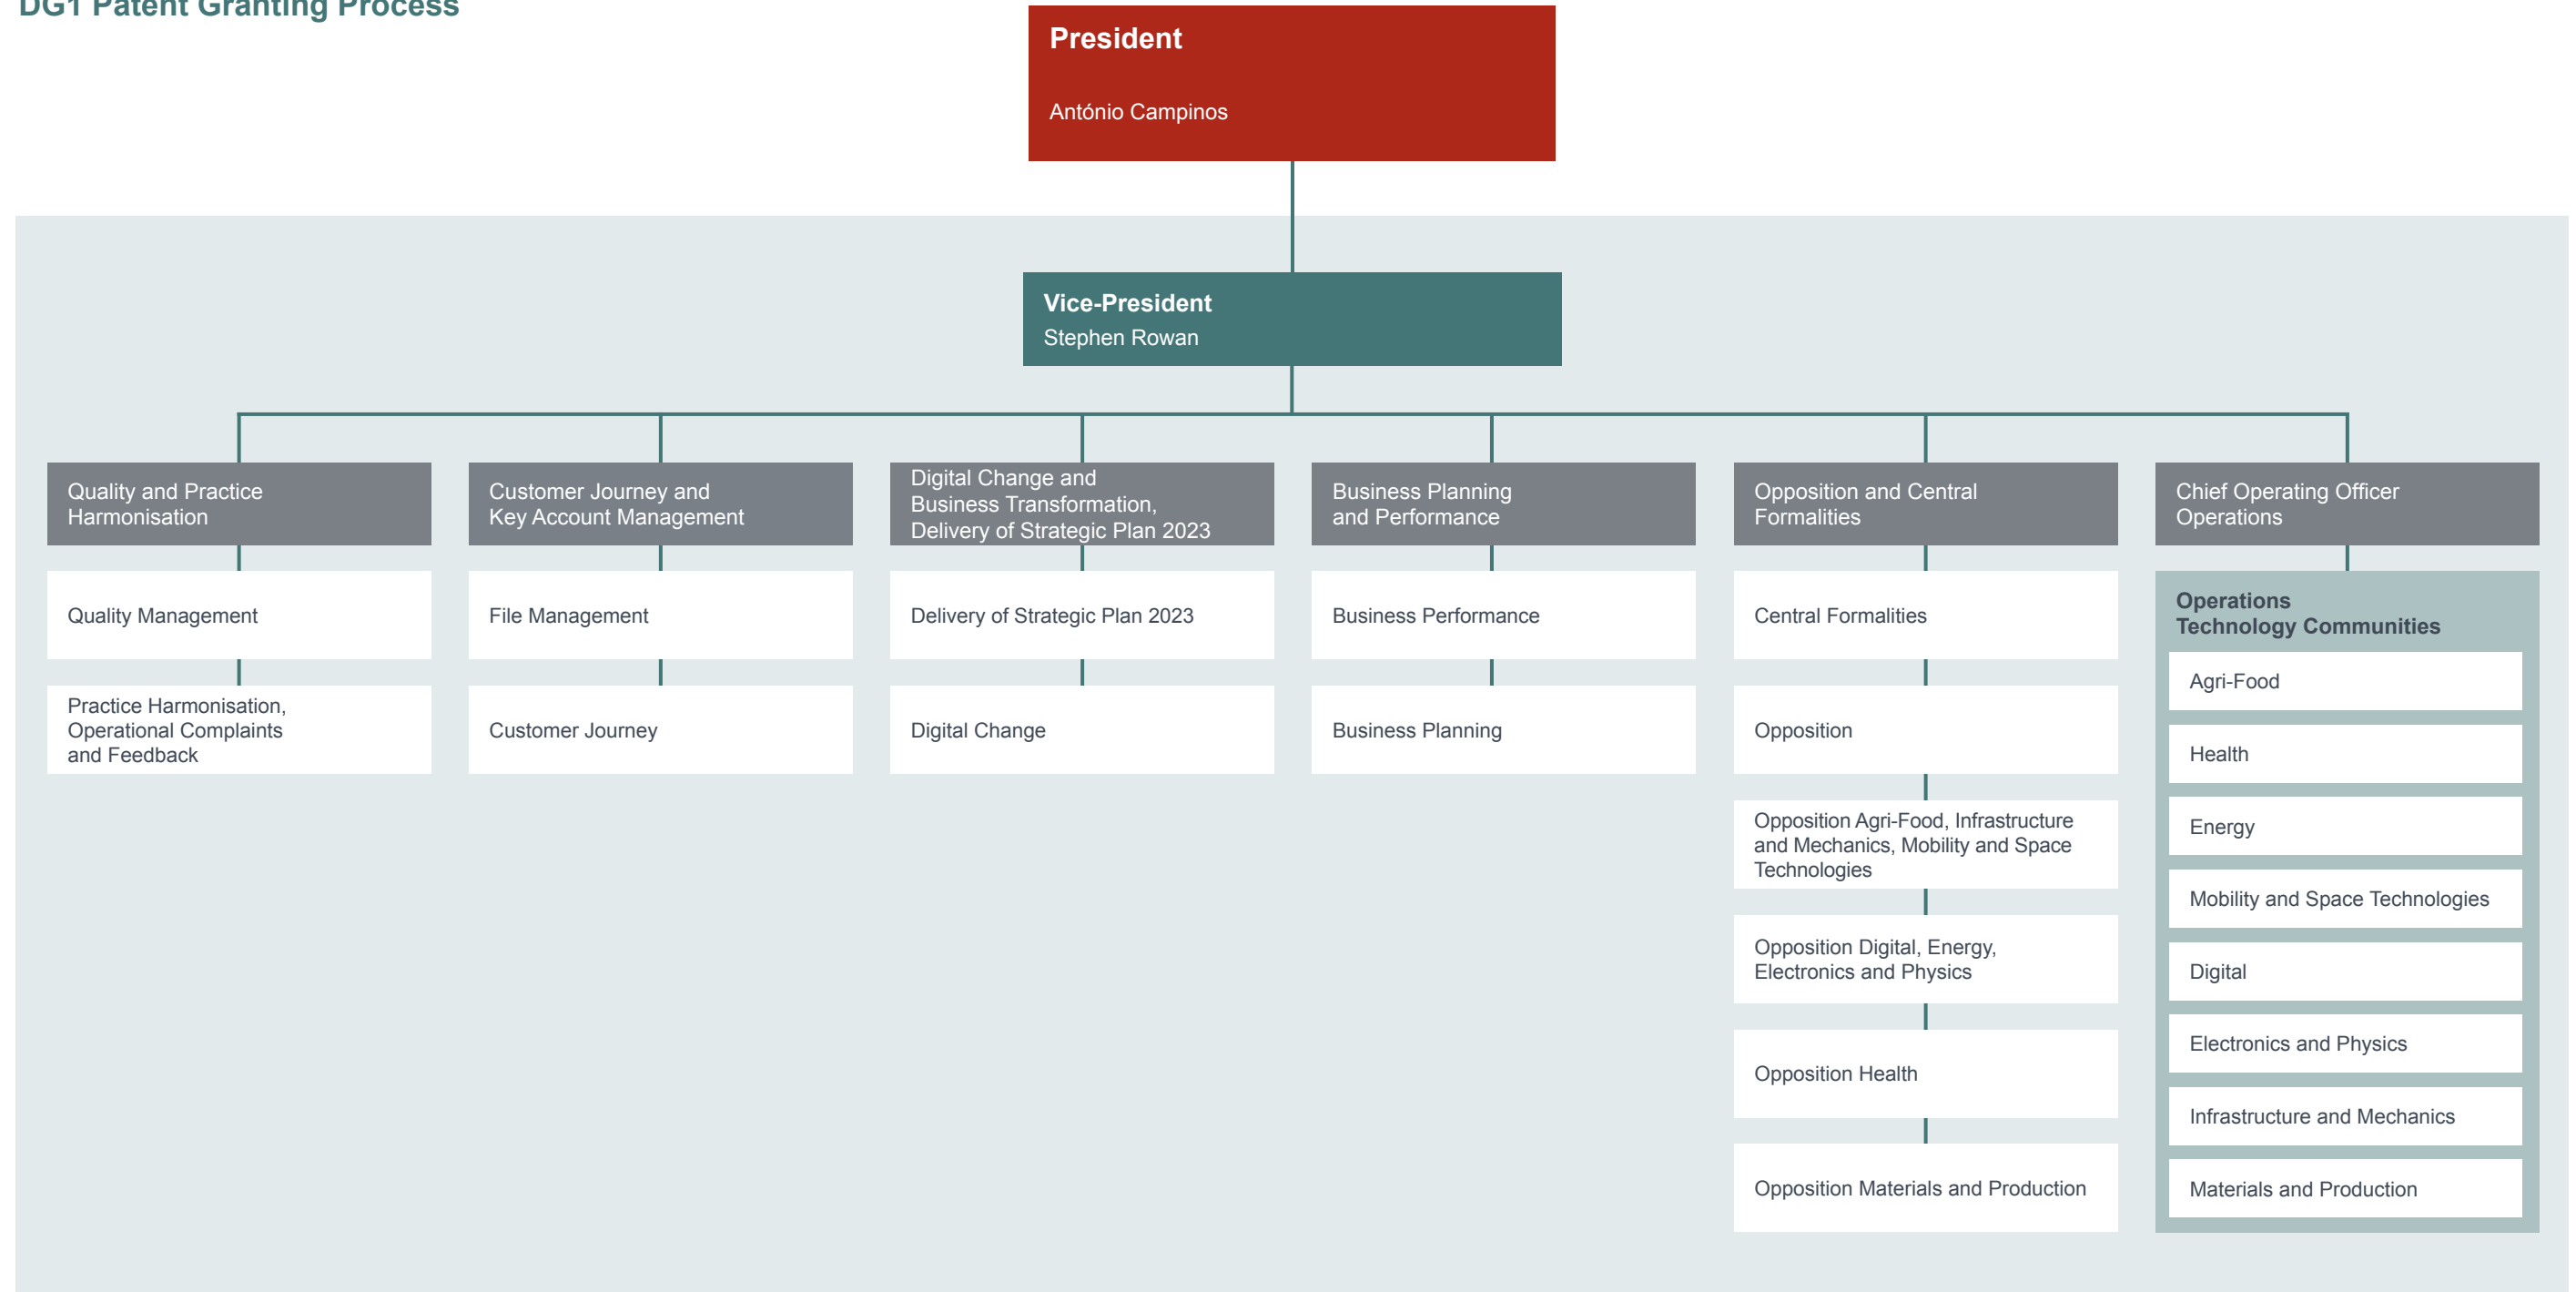 DG1 Patent Granting Process
President
António Campinos
Vice-President
Stephen Rowan
Quality and Practice
Harmonisation
Quality Management
Practice Harmonisation,
Operational Complaints
and Feedback
Customer Journey and
Key Account Management
File Management
Customer Journey
Digital Change and
Business Transformation,
Delivery of Strategic Plan 2023
Delivery of Strategic Plan 2023
Digital Change
Business Planning
and Performance
Business Performance
Business Planning
Opposition and Central
Formalities
Central Formalities
Opposition
Opposition Agri-Food, Infrastructure
and Mechanics, Mobility and Space
Technologies
Opposition Digital, Energy,
Electronics and Physics
Opposition Health
Opposition Materials and Production
Chief Operating Officer
Operations
Operations
Technology Communities
Agri-Food
Health
Energy
Mobility and Space Technologies
Digital
Electronics and Physics
Infrastructure and Mechanics
Materials and Production